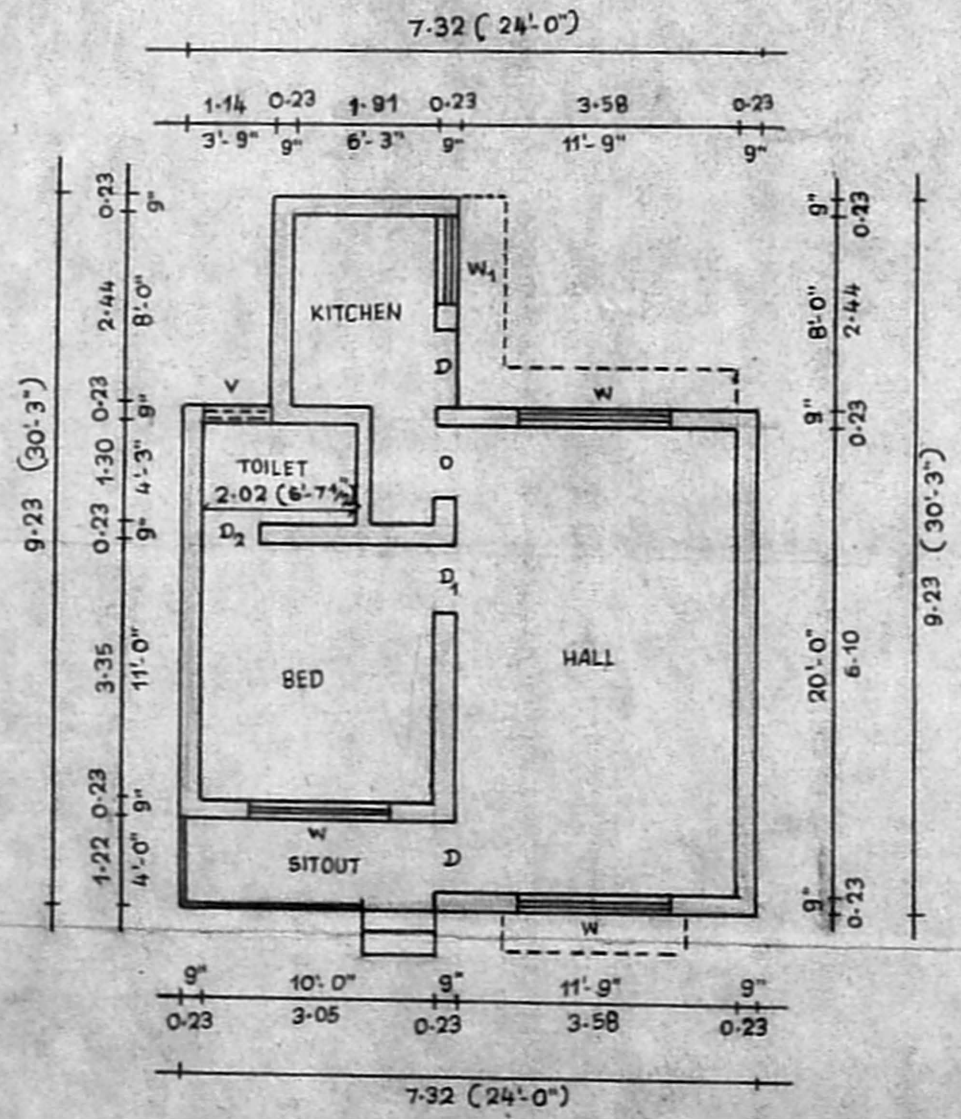 7.32 (24'-0")
1.14 0.23 1.91 0.23 3.58 0.23
3'-9" 9" 6'-3" 9" 11'-9" 9"
9.23 (30'-3")
0.23 2.44 0.23 1.30 0.23 3.35 0.23 1.22
9" 8'-0" 9" 4'-3" 9" 11'-0" 9" 4'-0"
KITCHEN
W1
D
V
W
TOILET
2.02 (6'-7½")
O
D2
D1
BED
HALL
W
SITOUT
D
W
9" 8'-0" 9" 20'-0" 9"
0.23 2.44 0.23 6.10 0.23
9.23 (30'-3")
9" 10'-0" 9" 11'-9" 9"
0.23 3.05 0.23 3.58 0.23
7.32 (24'-0")